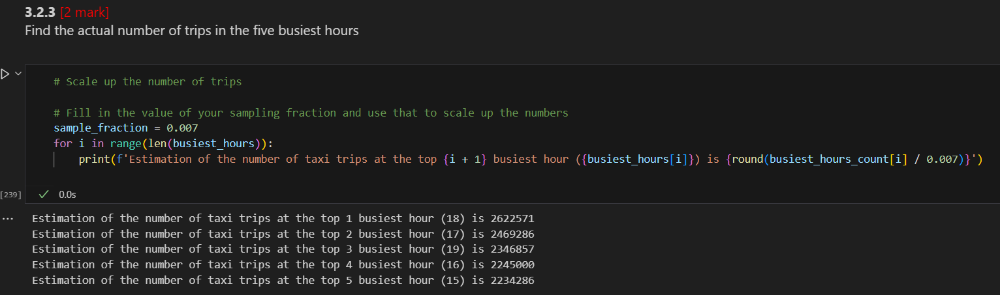 3.2.3 [2 mark]
Find the actual number of trips in the five busiest hours
# Scale up the number of trips
# Fill in the value of your sampling fraction and use that to scale up the numbers
sample_fraction = 0.007
for i in range(len(busiest_hours)):
print(f'Estimation of the number of taxi trips at the top {i + 1} busiest hour ({busiest_hours[i]}) is {round(busiest_hours_count[i] / 0.007)}')
[239]
0.0s
...
Estimation of the number of taxi trips at the top 1 busiest hour (18) is 2622571
Estimation of the number of taxi trips at the top 2 busiest hour (17) is 2469286
Estimation of the number of taxi trips at the top 3 busiest hour (19) is 2346857
Estimation of the number of taxi trips at the top 4 busiest hour (16) is 2245000
Estimation of the number of taxi trips at the top 5 busiest hour (15) is 2234286